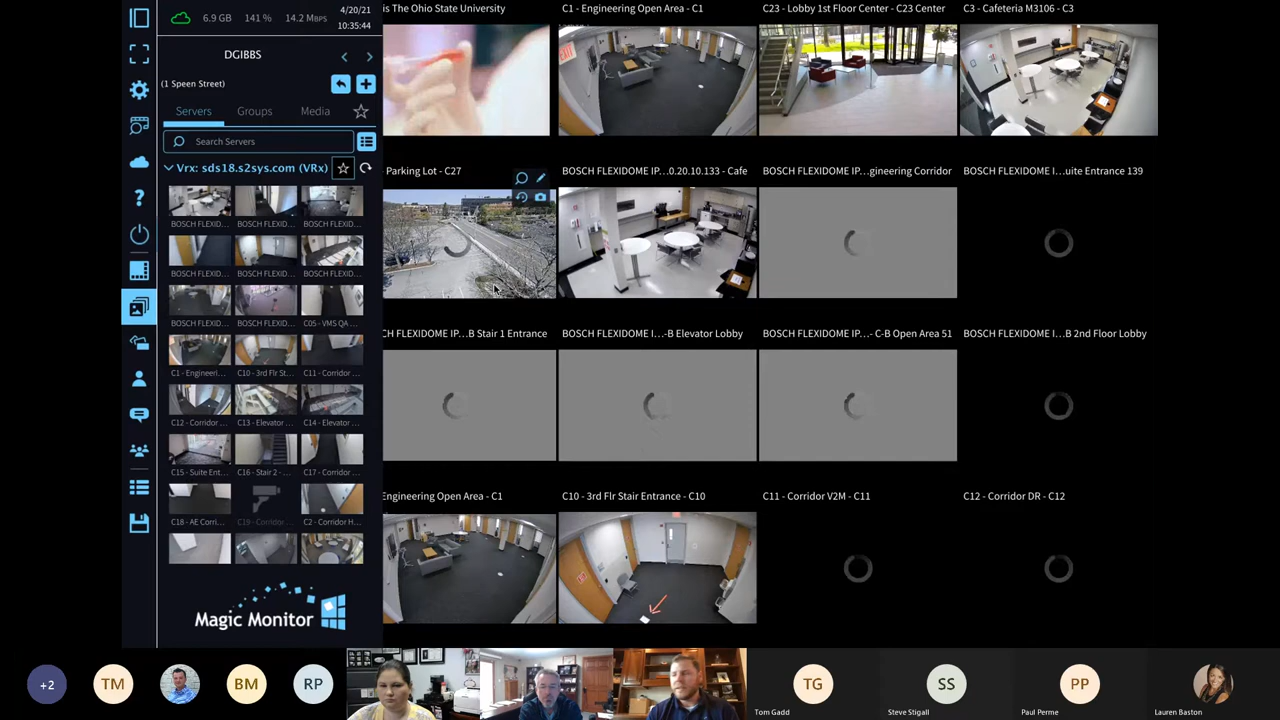 6.9 GB 141 % 14.2 Mbps
4/20/21
10:35:44
DGIBBS
(1 Speen Street)
Servers Groups Media
Search Servers
Vrx: sds18.s2sys.com (VRx)
BOSCH FLEXID... BOSCH FLEXID... BOSCH FLEXID...
BOSCH FLEXID... BOSCH FLEXID... BOSCH FLEXID...
BOSCH FLEXID... BOSCH FLEXID... C05 - VMS QA ...
C1 - Engineeri... C10 - 3rd Flr St... C11 - Corridor ...
C12 - Corridor ... C13 - Elevator ... C14 - Elevator ...
C15 - Suite Ent... C16 - Stair 2 - ... C17 - Corridor ...
C18 - AE Corri... C19 - Corridor ... C2 - Corridor H...
Magic Monitor
is The Ohio State University
C1 - Engineering Open Area - C1
C23 - Lobby 1st Floor Center - C23 Center
C3 - Cafeteria M3106 - C3
EXIT
Parking Lot - C27
BOSCH FLEXIDOME IP...0.20.10.133 - Cafe
BOSCH FLEXIDOME IP...gineering Corridor
BOSCH FLEXIDOME I...uite Entrance 139
CH FLEXIDOME IP...B Stair 1 Entrance
BOSCH FLEXIDOME I...-B Elevator Lobby
BOSCH FLEXIDOME IP...- C-B Open Area 51
BOSCH FLEXIDOME I...B 2nd Floor Lobby
Engineering Open Area - C1
C10 - 3rd Flr Stair Entrance - C10
C11 - Corridor V2M - C11
C12 - Corridor DR - C12
+2
TM
BM
RP
TG
Tom Gadd
SS
Steve Stigall
PP
Paul Perme
Lauren Baston